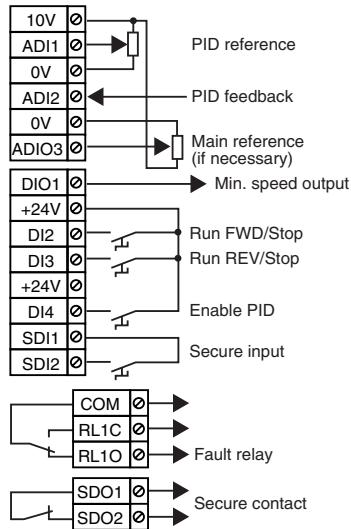 10V
ADI1 PID reference
0V
ADI2 PID feedback
0V
ADIO3 Main reference
(if necessary)
DIO1 Min. speed output
+24V
DI2 Run FWD/Stop
DI3 Run REV/Stop
+24V
DI4 Enable PID
SDI1
Secure input
SDI2
COM
RL1C
RL1O Fault relay
SDO1
Secure contact
SDO2